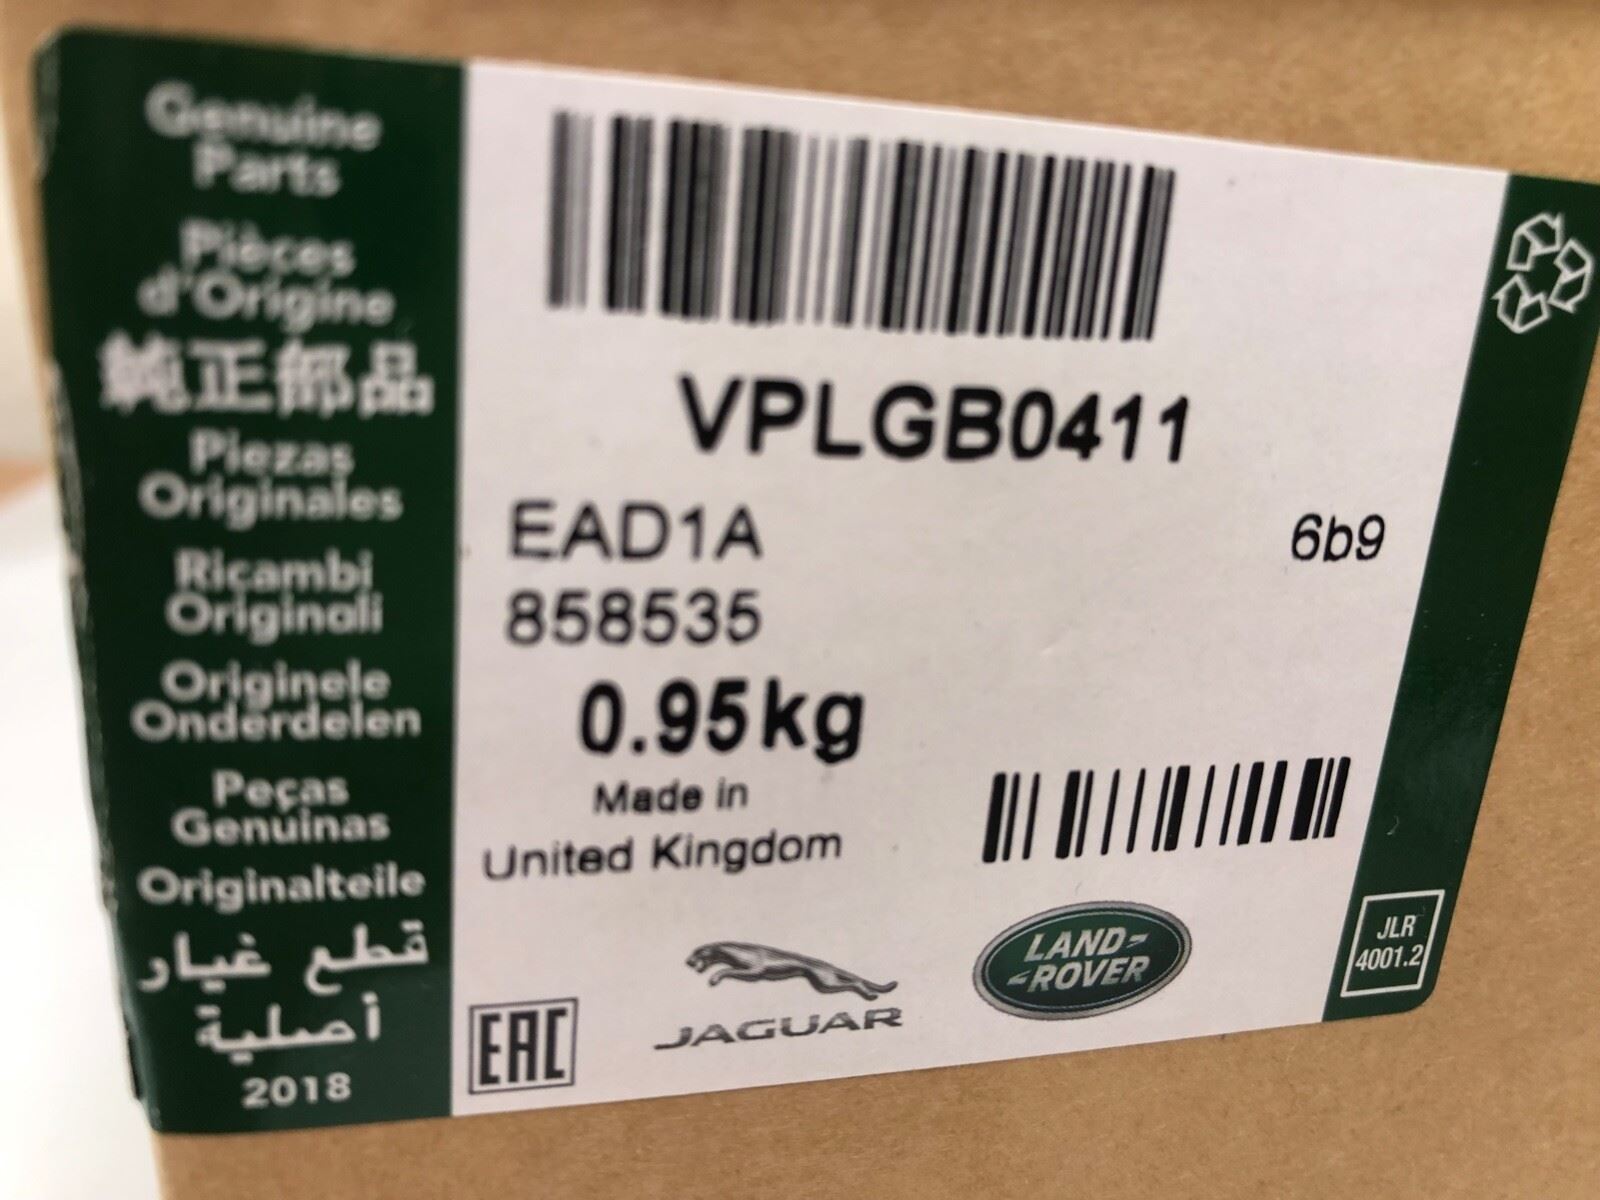 Genuine
Parts
Pièces
d'Origine
純正部品
Piezas
Originales
Ricambi
Originali
Originele
Onderdelen
Peças
Genuinas
Originalteile
قطع غيار
أصلية
2018
VPLGB0411
EAD1A
6b9
858535
0.95kg
Made in
United Kingdom
EAC
JAGUAR
LAND-
-ROVER
JLR
4001.2